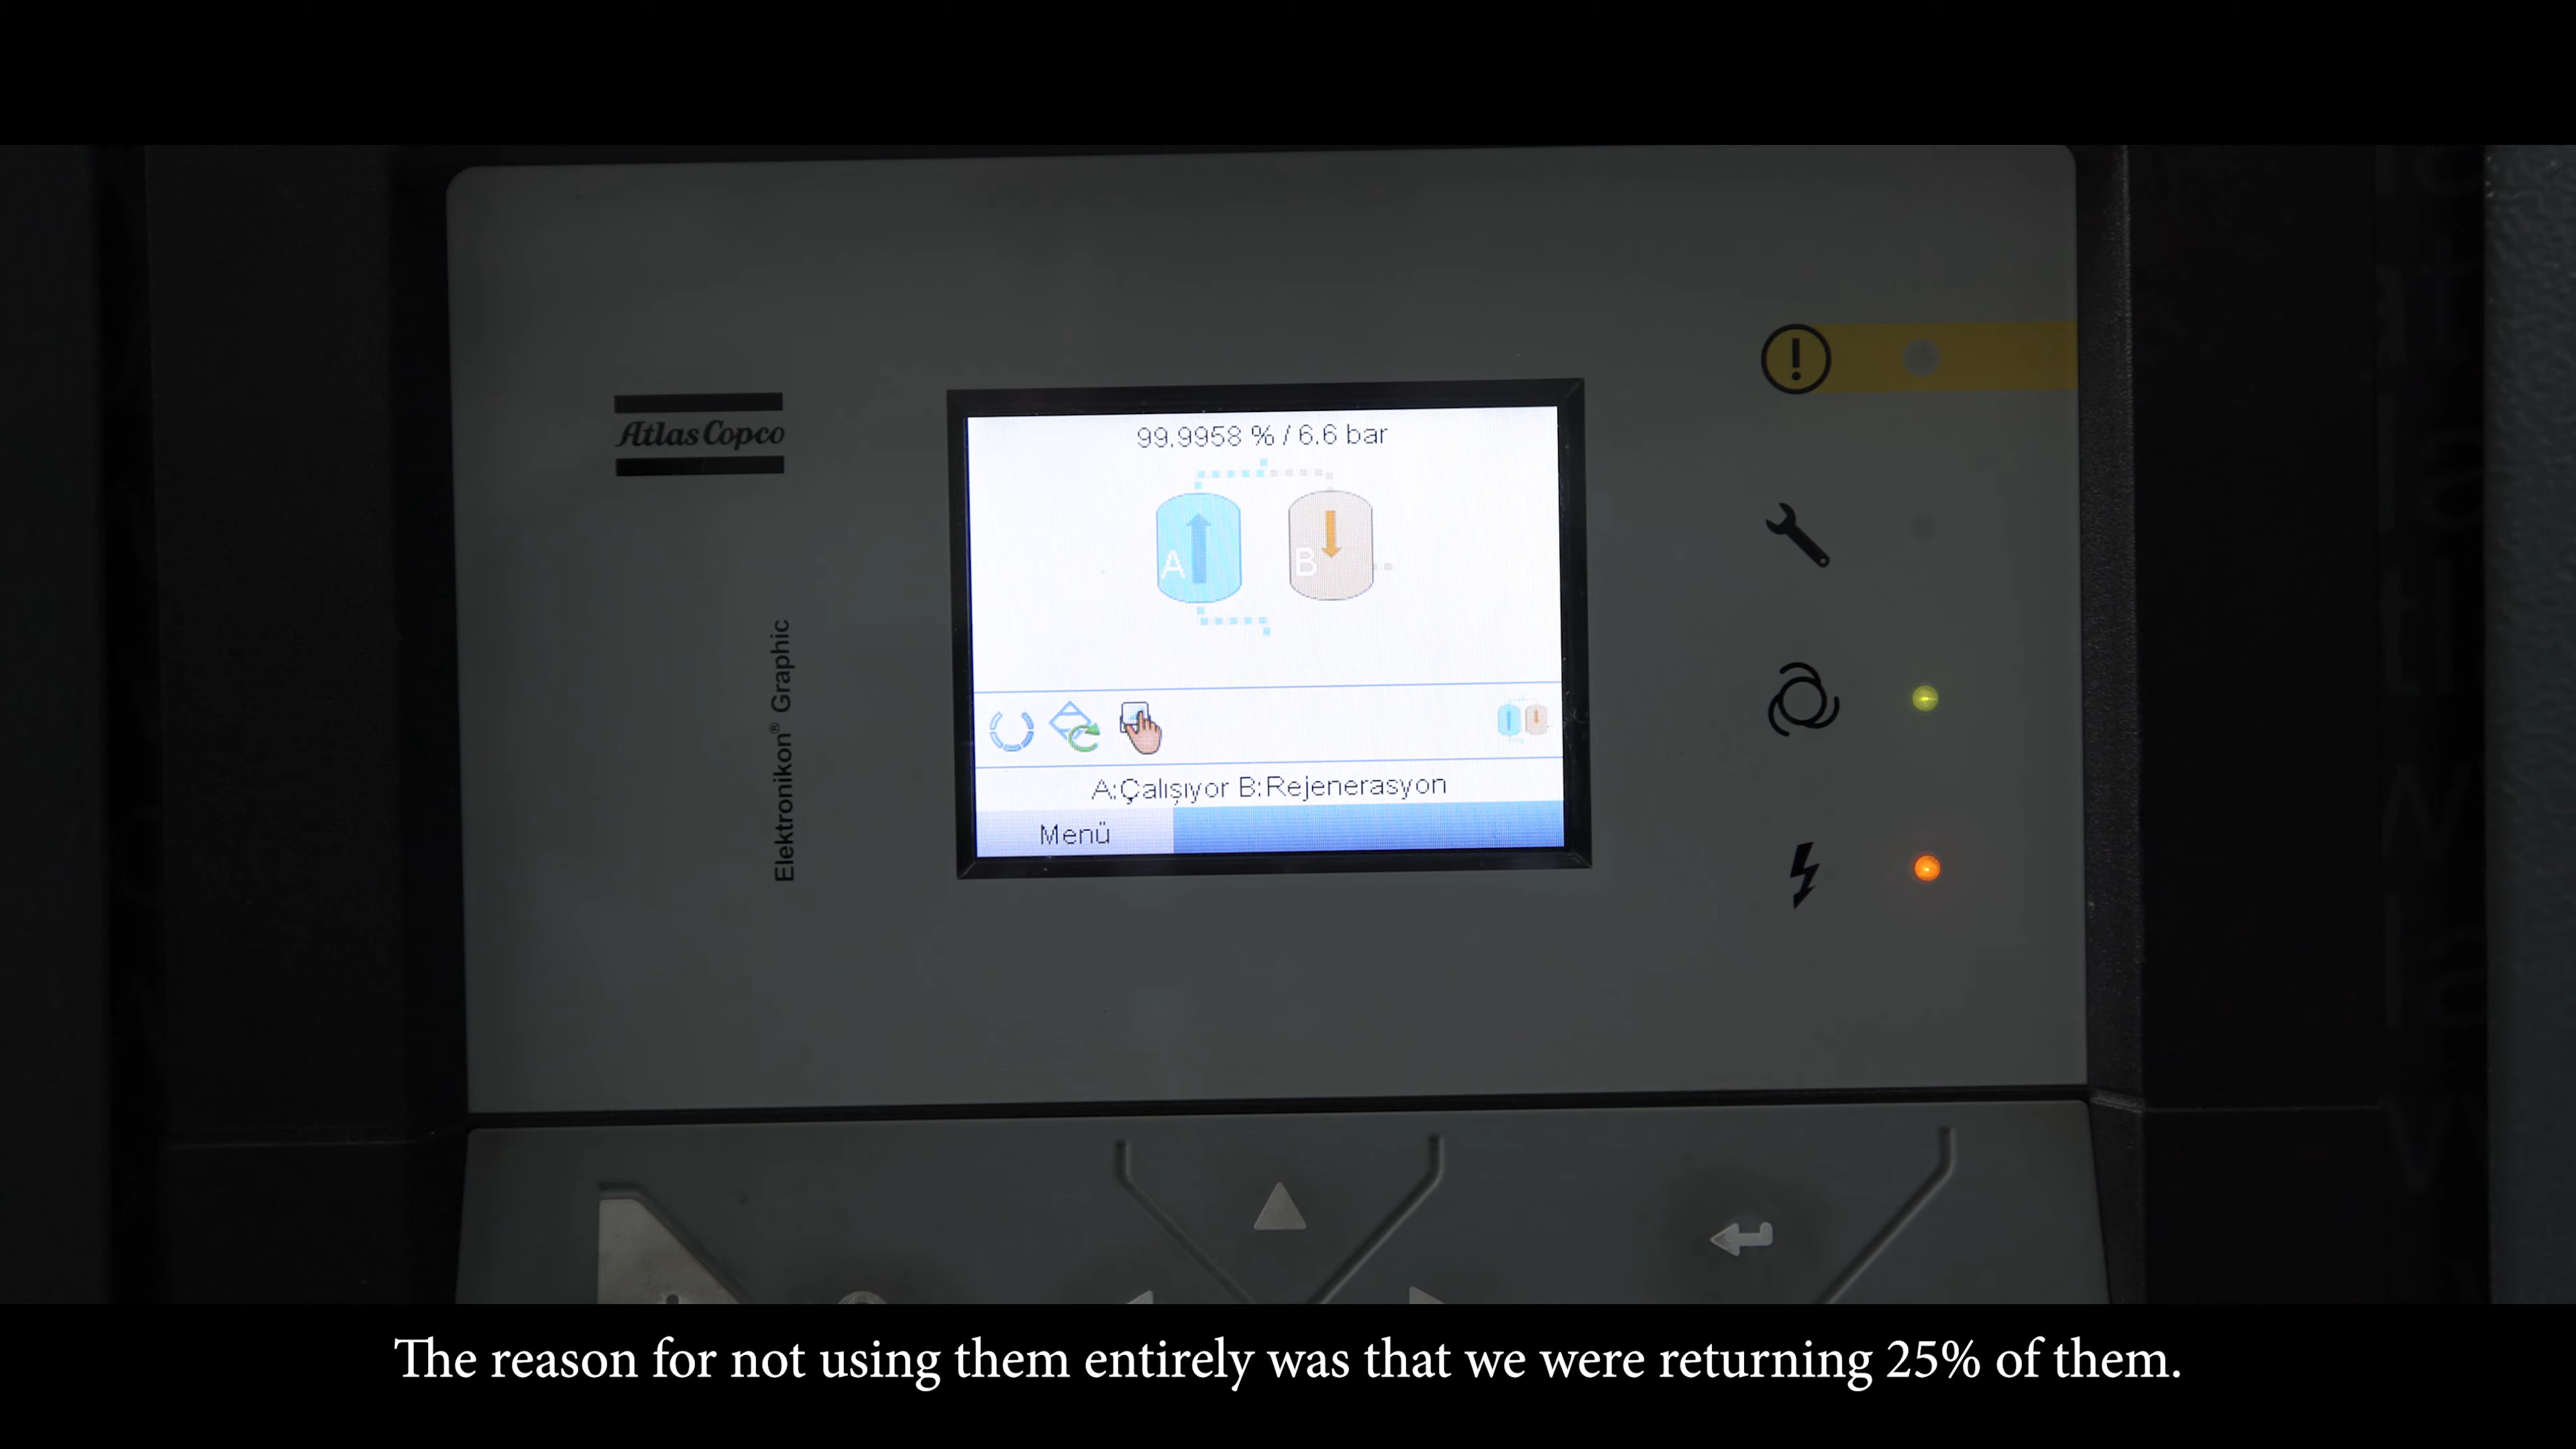 Atlas Copco
Elektronikon® Graphic
99.9958 % / 6.6 bar
A
B
A:Çalışıyor B:Rejenerasyon
Menü
The reason for not using them entirely was that we were returning 25% of them.